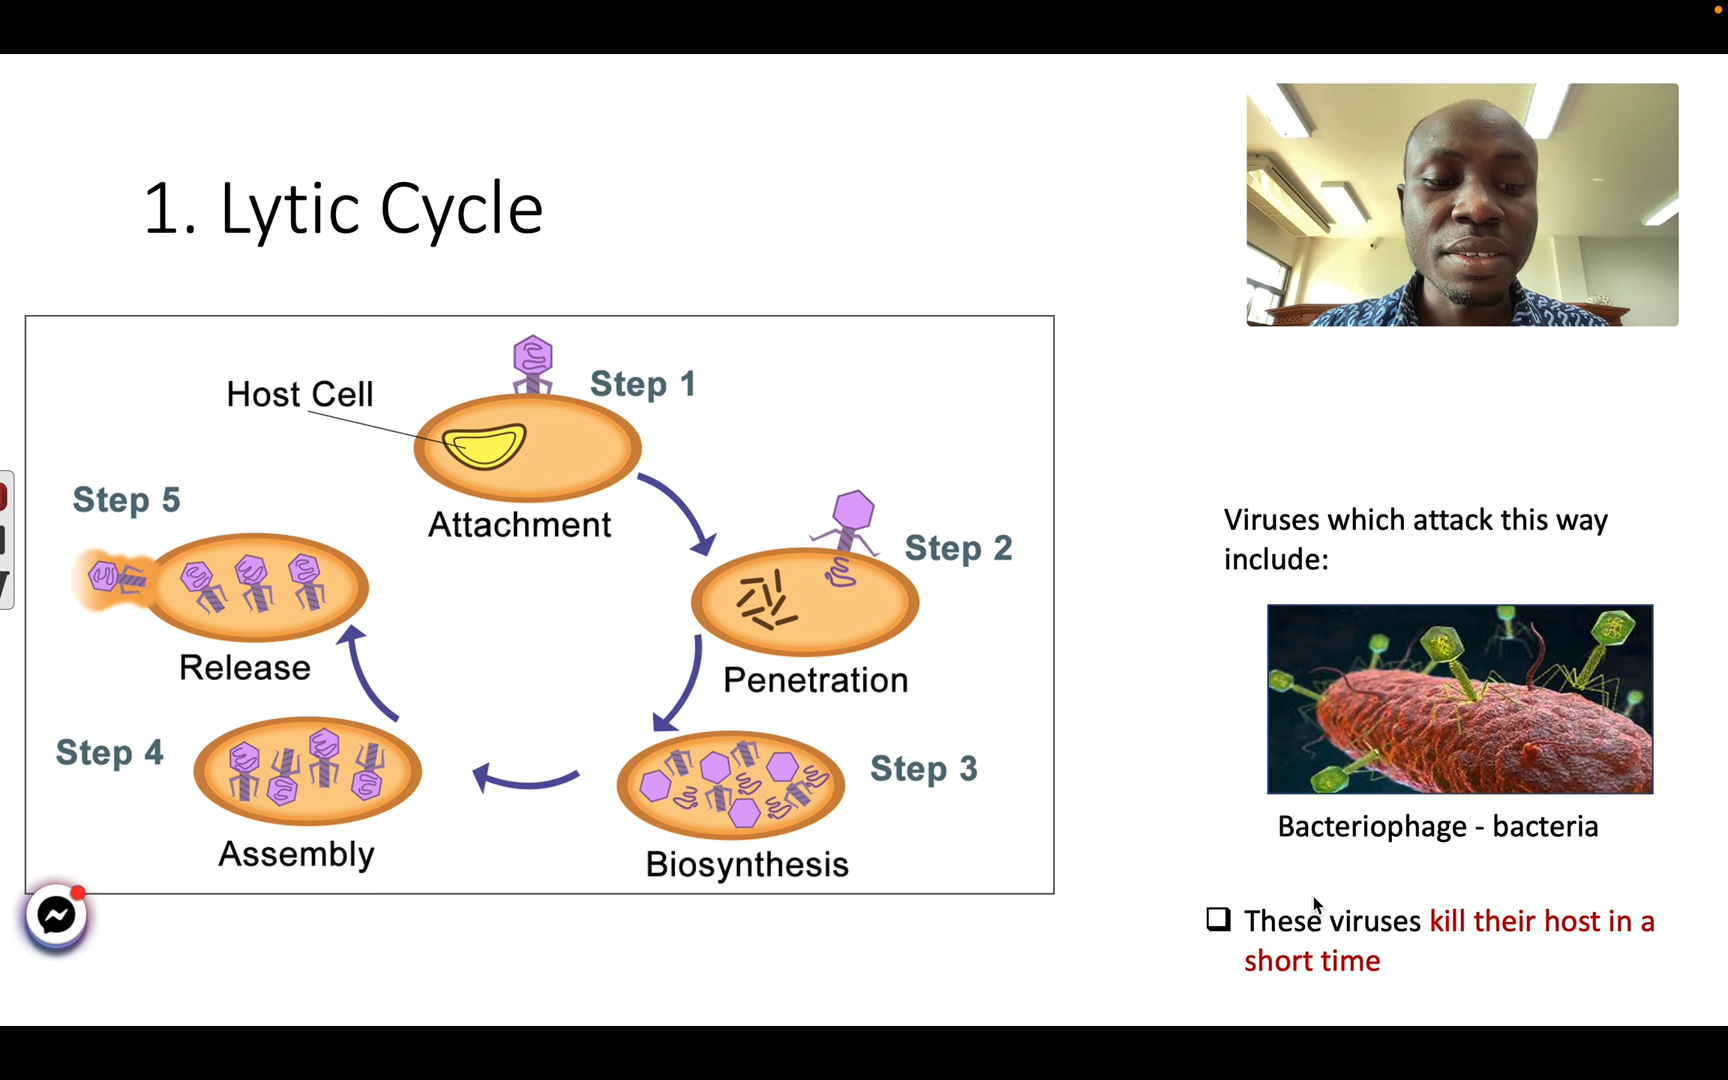 1. Lytic Cycle
Host Cell
Step 1
Attachment
Step 2
Penetration
Step 3
Biosynthesis
Step 4
Assembly
Step 5
Release
Viruses which attack this way
include:
Bacteriophage - bacteria
These viruses kill their host in a
short time